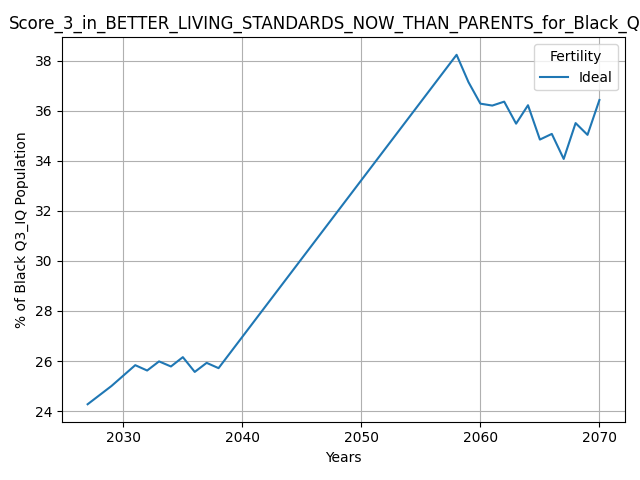 Score_3_in_BETTER_LIVING_STANDARDS_NOW_THAN_PARENTS_for_Black_Q
Fertility
Ideal
38
36
34
32
30
28
26
24
% of Black Q3_IQ Population
2030 2040 2050 2060 2070
Years